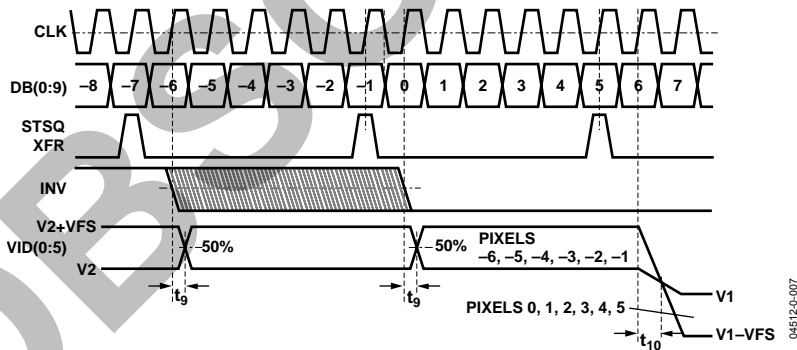 CLK
DB(0:9) –8 –7 –6 –5 –4 –3 –2 –1 0 1 2 3 4 5 6 7
STSQ
XFR
INV
V2+VFS
VID(0:5)
V2
50%
50%
PIXELS
–6, –5, –4, –3, –2, –1
t9
t9
PIXELS 0, 1, 2, 3, 4, 5
V1
V1–VFS
t10
04512-0-007